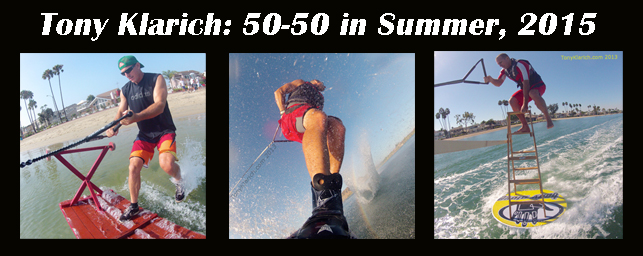 Tony Klarich: 50-50 in Summer, 2015
TonyKlarich.com 2013